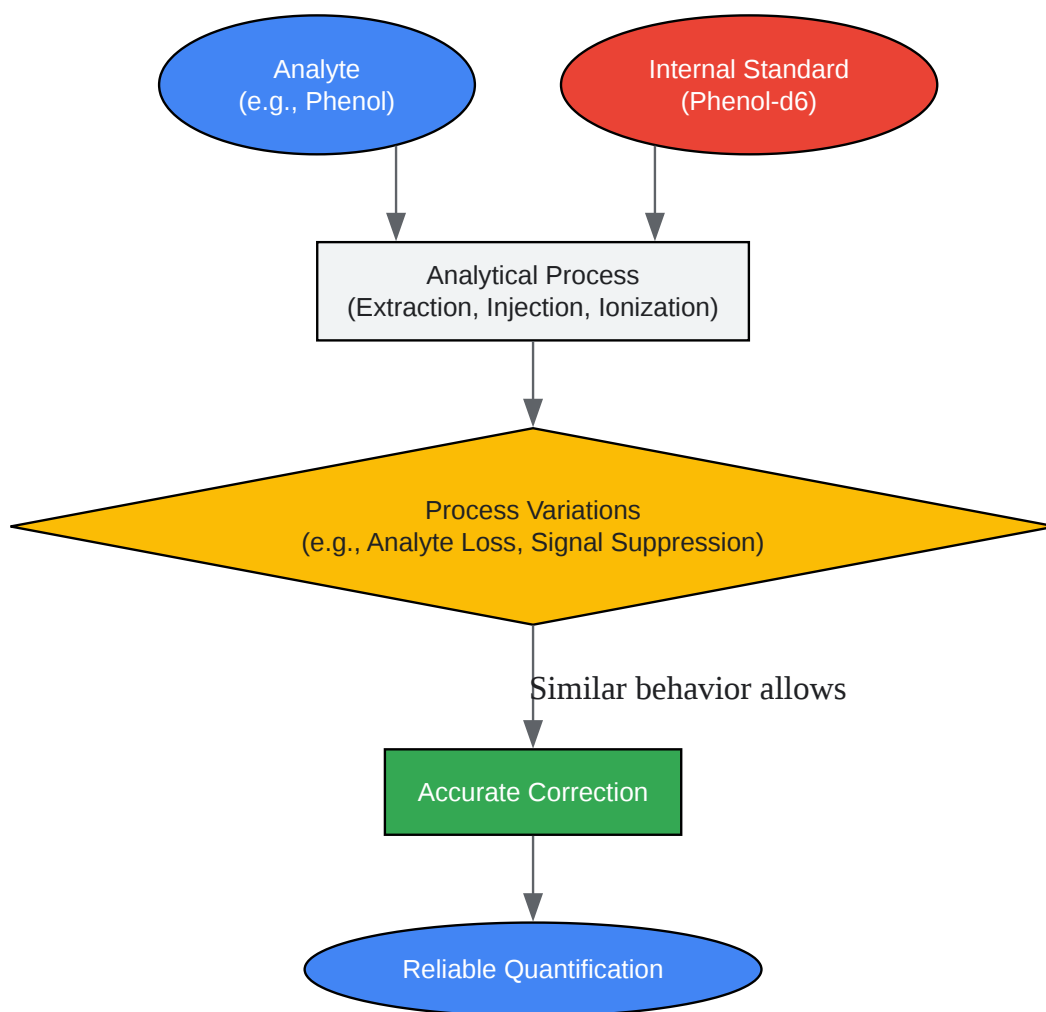 Analyte
(e.g., Phenol)
Internal Standard
(Phenol-d6)
Analytical Process
(Extraction, Injection, Ionization)
Process Variations
(e.g., Analyte Loss, Signal Suppression)
Similar behavior allows
Accurate Correction
Reliable Quantification